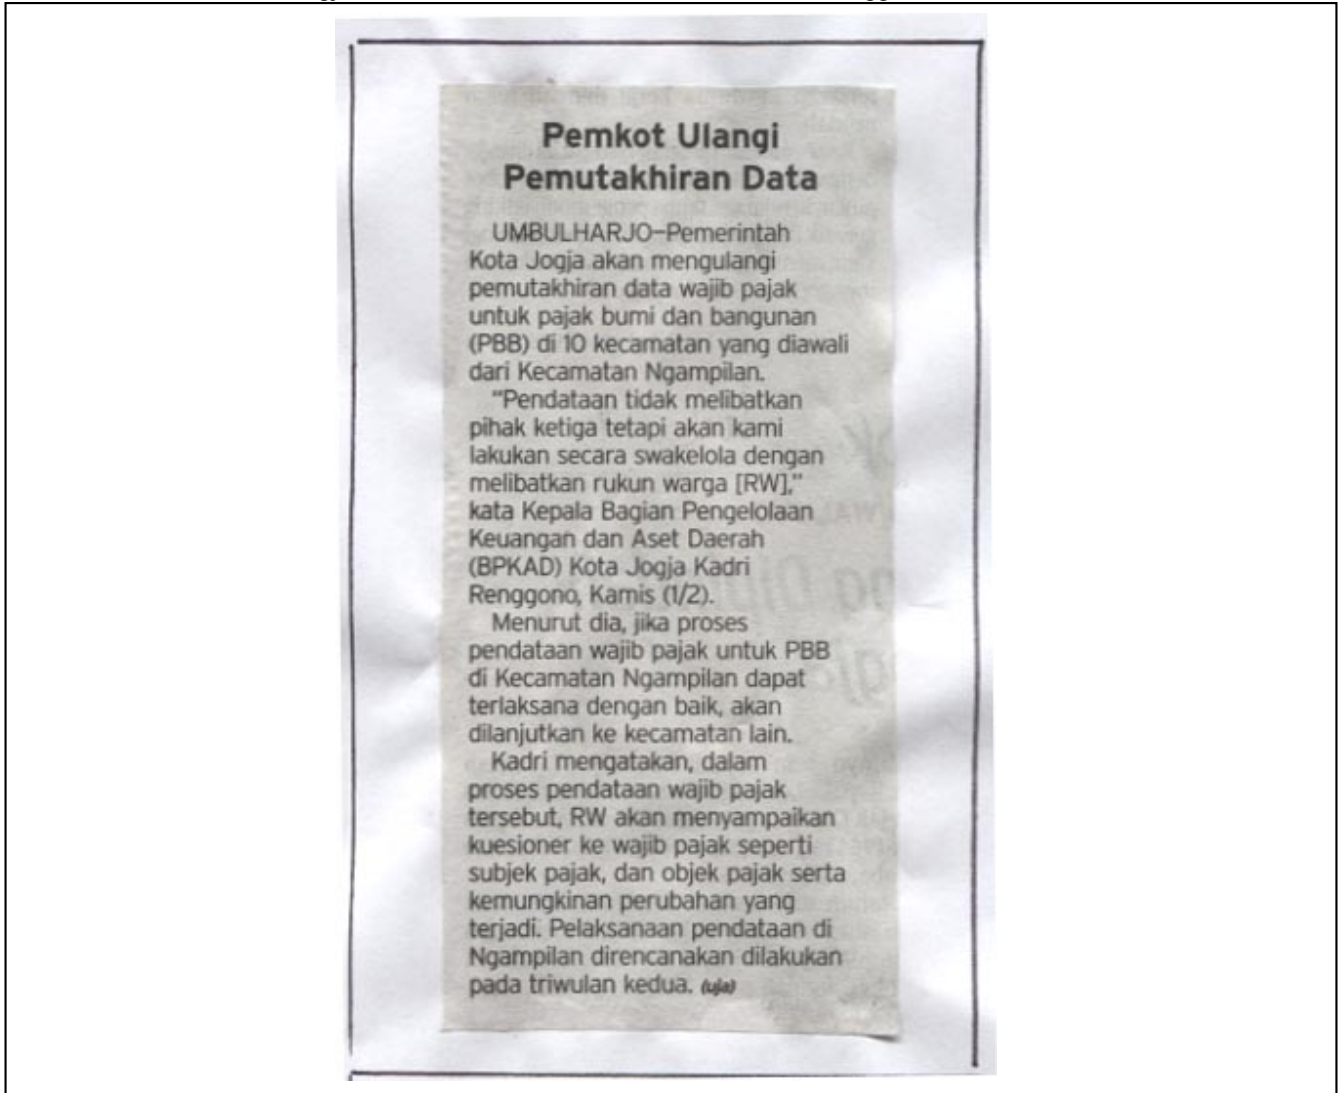 Pemkot Ulangi
Pemutakhiran Data
UMBULHARJO–Pemerintah
Kota Jogja akan mengulangi
pemutakhiran data wajib pajak
untuk pajak bumi dan bangunan
(PBB) di 10 kecamatan yang diawali
dari Kecamatan Ngampilan.
“Pendataan tidak melibatkan
pihak ketiga tetapi akan kami
lakukan secara swakelola dengan
melibatkan rukun warga [RW],”
kata Kepala Bagian Pengelolaan
Keuangan dan Aset Daerah
(BPKAD) Kota Jogja Kadri
Renggono, Kamis (1/2).
Menurut dia, jika proses
pendataan wajib pajak untuk PBB
di Kecamatan Ngampilan dapat
terlaksana dengan baik, akan
dilanjutkan ke kecamatan lain.
Kadri mengatakan, dalam
proses pendataan wajib pajak
tersebut, RW akan menyampaikan
kuesioner ke wajib pajak seperti
subjek pajak, dan objek pajak serta
kemungkinan perubahan yang
terjadi. Pelaksanaan pendataan di
Ngampilan direncanakan dilakukan
pada triwulan kedua. (uja)